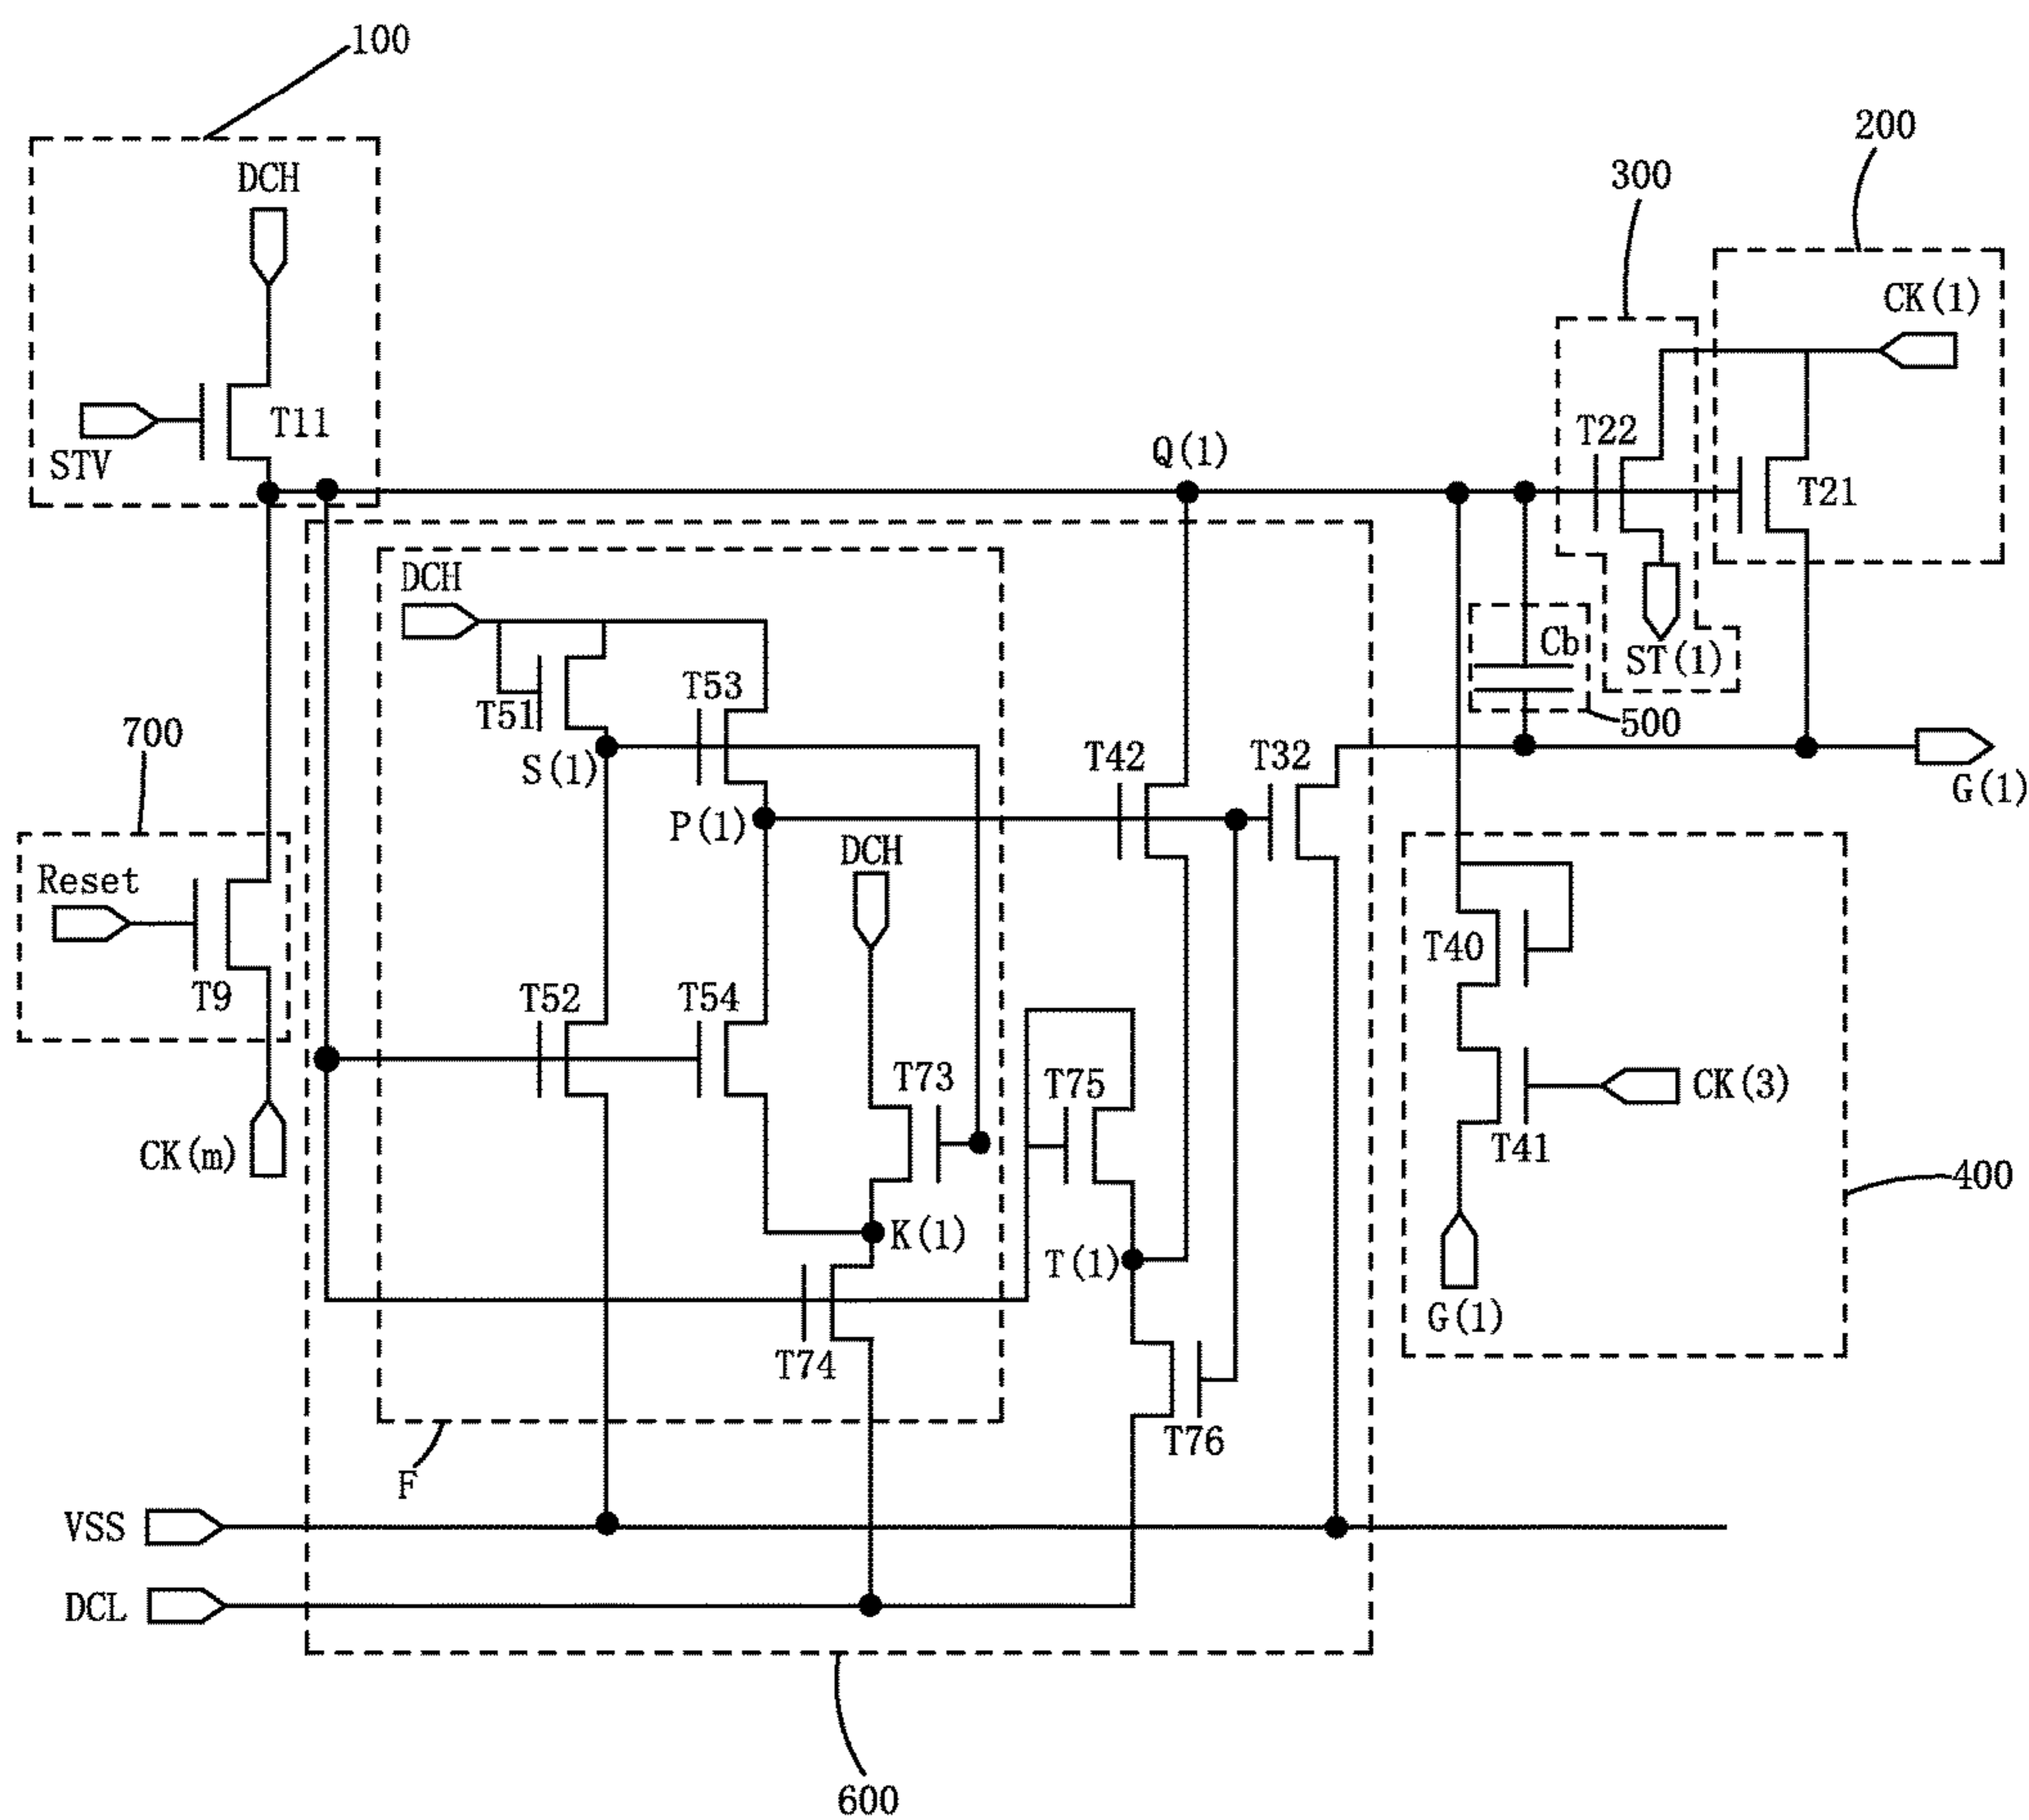 100
200
DCH
300
CK(1)
T22
T11
Q(1)
STV
T21
DCH
Cb
ST(1)
T53
T51
700
500
T42
T32
S(1)
G(1)
P(1)
DCH
Reset
T40
T9
T52
T54
T73
T75
CK(3)
CK(m)
T41
400
K(1)
T(1)
G(1)
T74
T76
F
VSS
DCL
600